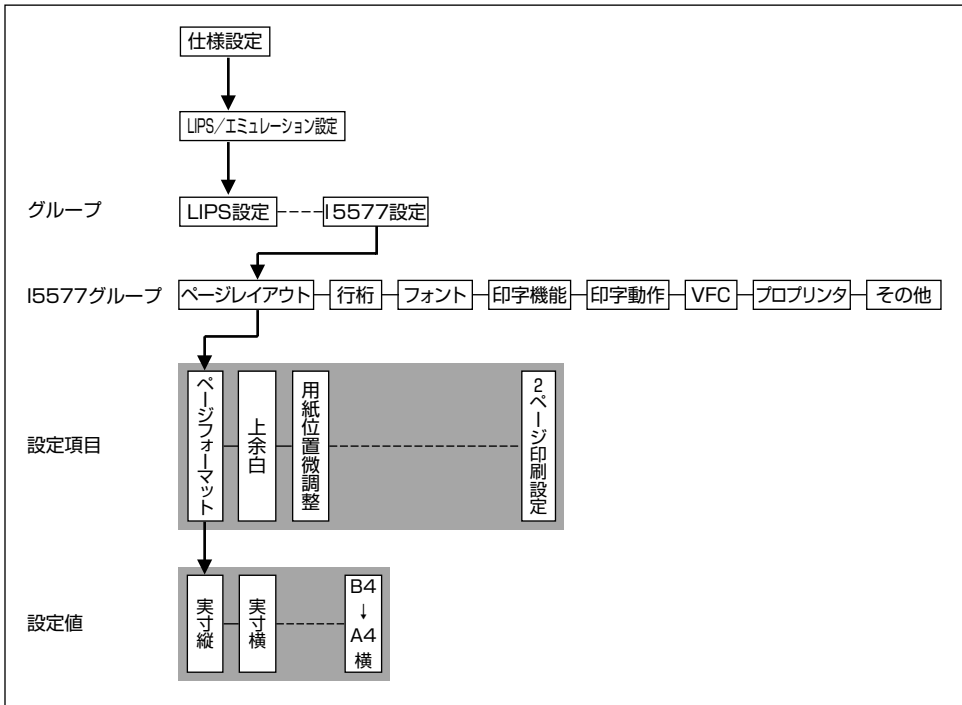 仕様設定
LIPS／エミュレーション設定
グループ
LIPS設定
I5577設定
I5577グループ
ページレイアウト
行桁
フォント
印字機能
印字動作
VFC
プロプリンタ
その他
設定項目
ページフォーマット
上余白
用紙位置微調整
2ページ印刷設定
設定値
実寸縦
実寸横
B4
↓
A4
横